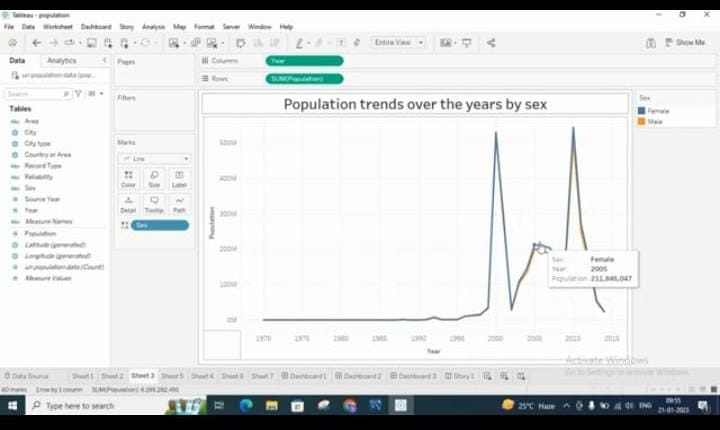 Tableau - population
File Data Worksheet Dashboard Story Analysis Map Format Server Window Help
Entire View
Show Me
Data Analytics
un population data (pop...
Search
Tables
Abc Area
City
City type
Country or Area
Abc Record Type
Abc Reliability
Abc Sex
Source Year
Year
Abc Measure Names
Population
Latitude (generated)
Longitude (generated)
un population data (Count)
Measure Values
Pages
Filters
Marks
Line
Color Size Label
Detail Tooltip Path
Sex
Columns Year
Rows SUM(Population)
Population trends over the years by sex
Population
500M
400M
300M
200M
100M
0M
1970 1975 1980 1985 1990 1995 2000 2005 2010 2015
Year
Sex: Female
Year: 2005
Population: 211,846,047
Sex
Female
Male
Activate Windows
Go to Settings to activate Windows.
Data Source Sheet 1 Sheet 2 Sheet 3 Sheet 5 Sheet 4 Sheet 6 Sheet 7 Dashboard 1 Dashboard 2 Dashboard 3 Story 1
80 marks 1 row by 1 column SUM(Population): 6,399,282,491
Type here to search
25°C Haze
ENG
09:55
21-01-2023